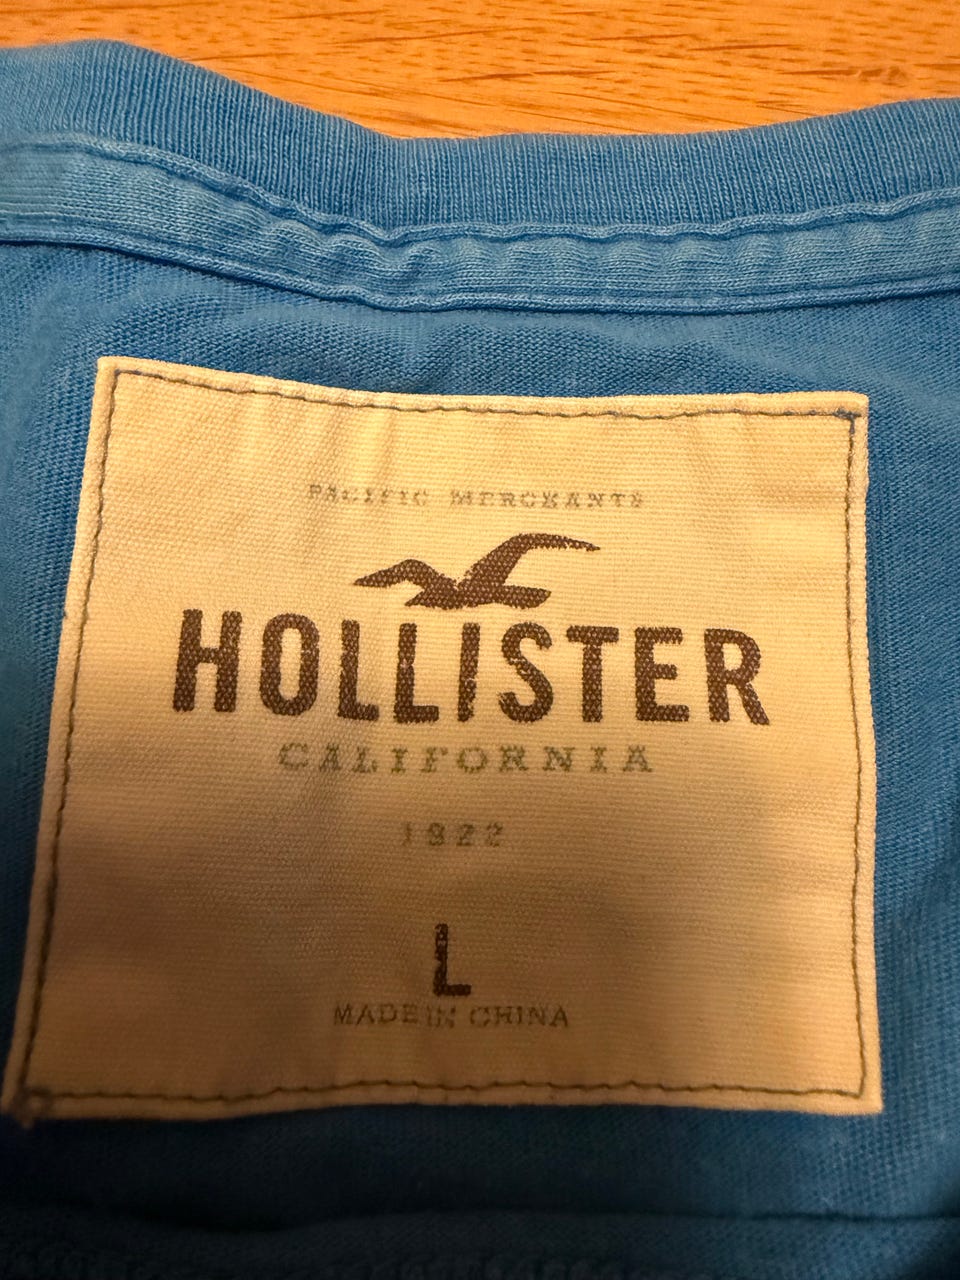 PACIFIC MERCHANTS
HOLLISTER
CALIFORNIA
1922
L
MADE IN CHINA